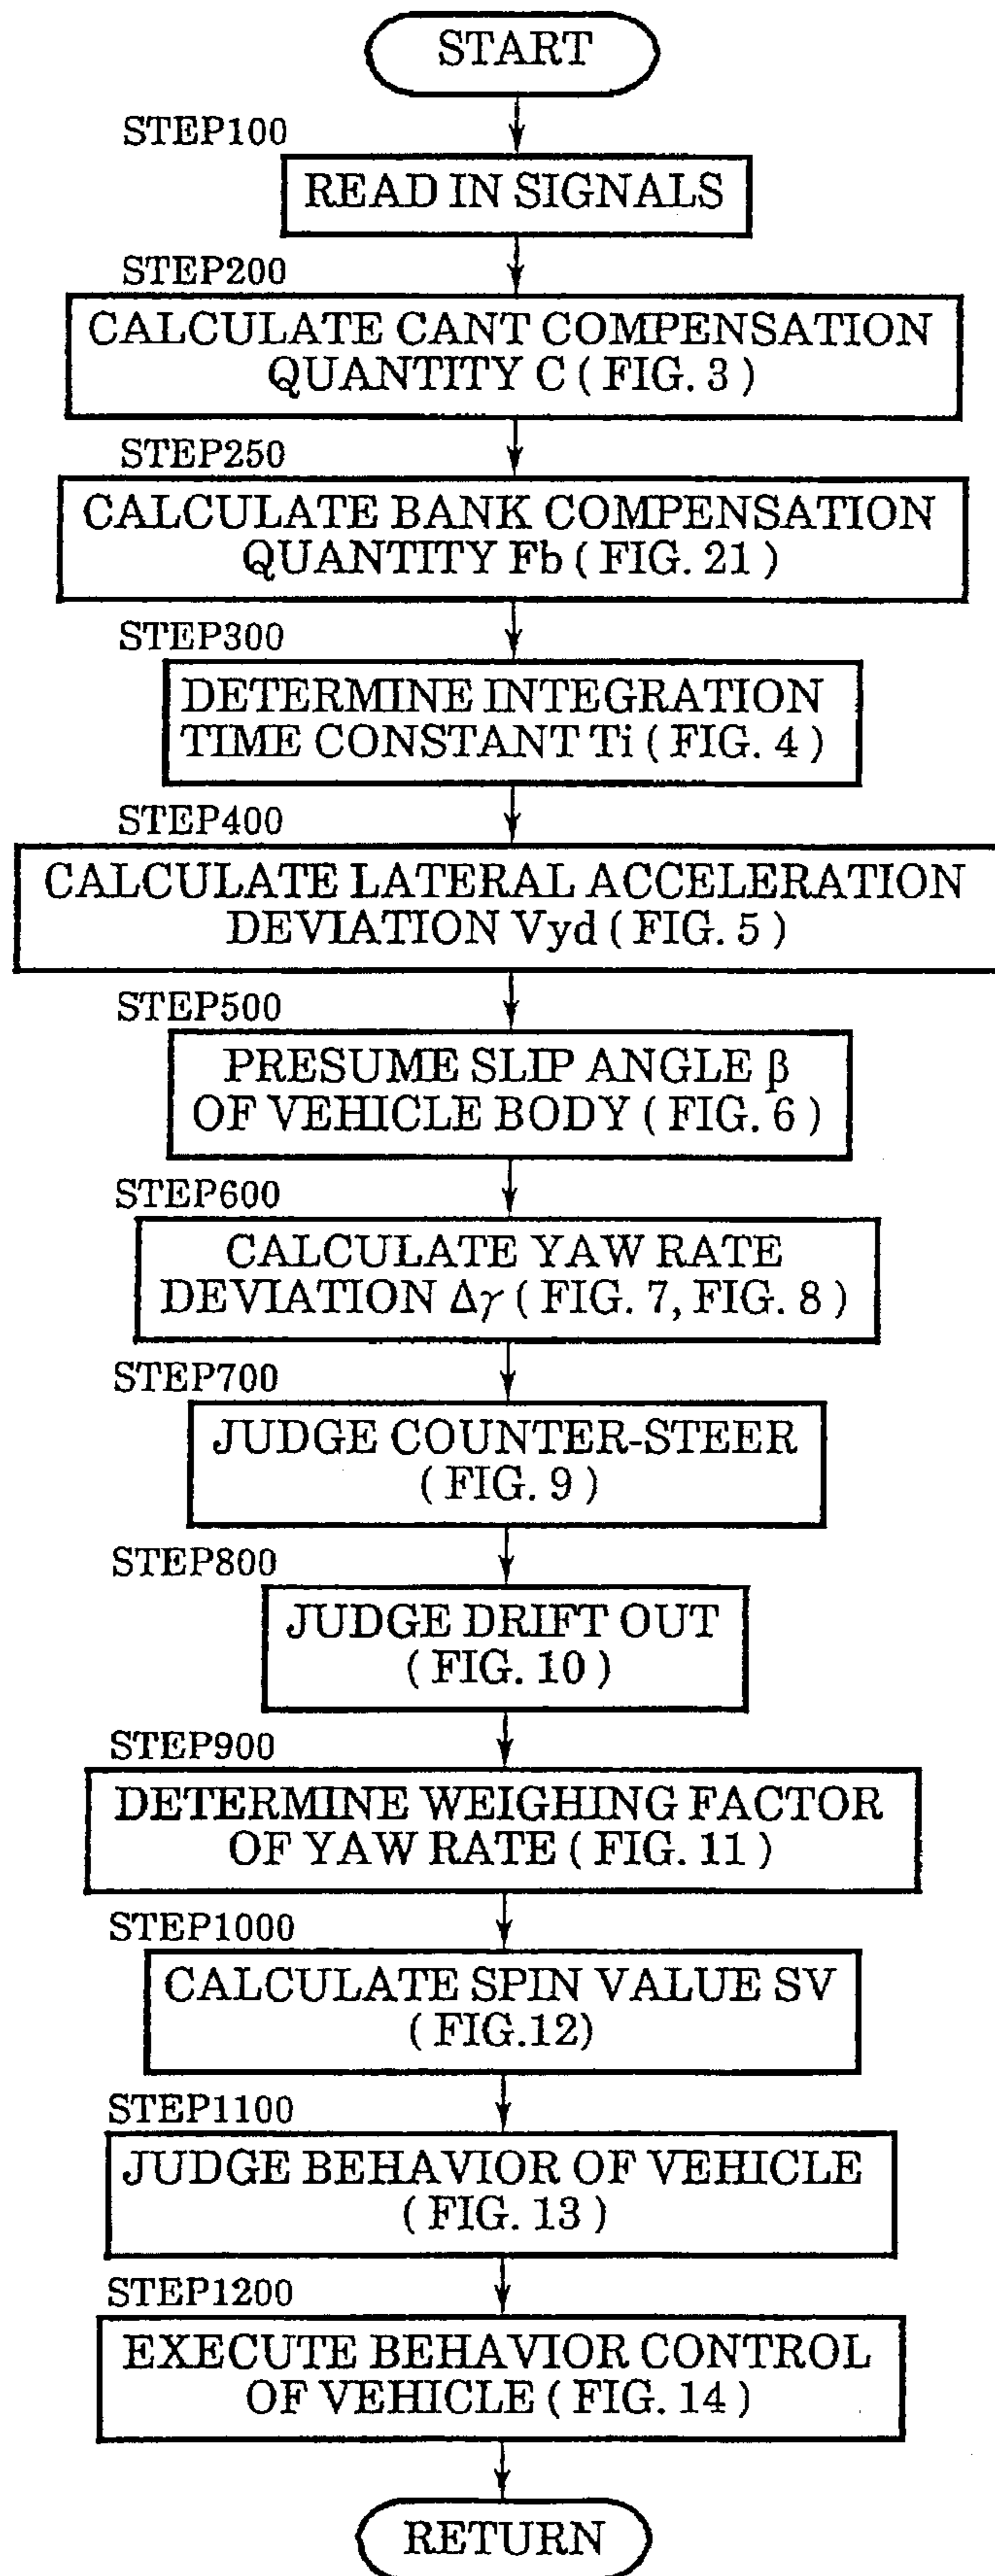 START
STEP100
READ IN SIGNALS
STEP200
CALCULATE CANT COMPENSATION
QUANTITY C ( FIG. 3 )
STEP250
CALCULATE BANK COMPENSATION
QUANTITY Fb ( FIG. 21 )
STEP300
DETERMINE INTEGRATION
TIME CONSTANT Ti ( FIG. 4 )
STEP400
CALCULATE LATERAL ACCELERATION
DEVIATION Vyd ( FIG. 5 )
STEP500
PRESUME SLIP ANGLE β
OF VEHICLE BODY ( FIG. 6 )
STEP600
CALCULATE YAW RATE
DEVIATION Δγ ( FIG. 7, FIG. 8 )
STEP700
JUDGE COUNTER-STEER
( FIG. 9 )
STEP800
JUDGE DRIFT OUT
( FIG. 10 )
STEP900
DETERMINE WEIGHING FACTOR
OF YAW RATE ( FIG. 11 )
STEP1000
CALCULATE SPIN VALUE SV
( FIG.12)
STEP1100
JUDGE BEHAVIOR OF VEHICLE
( FIG. 13 )
STEP1200
EXECUTE BEHAVIOR CONTROL
OF VEHICLE ( FIG. 14 )
RETURN